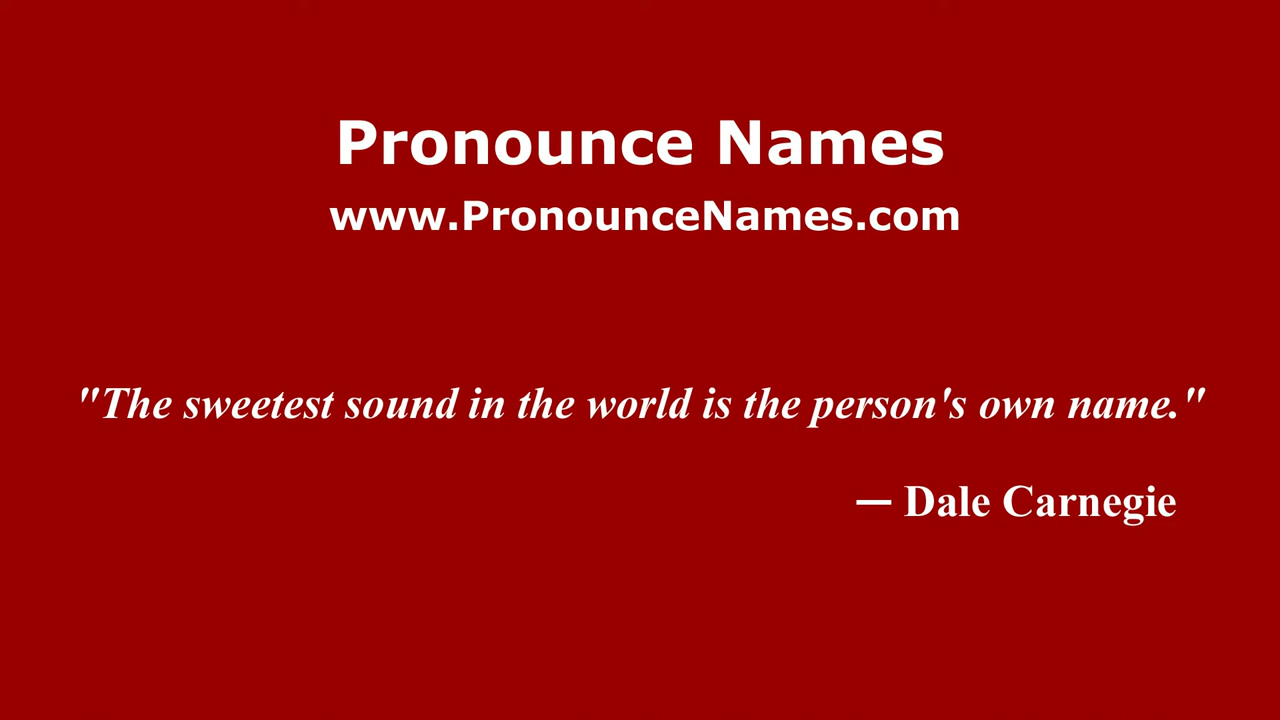 Pronounce Names
www.PronounceNames.com
"The sweetest sound in the world is the person's own name."
— Dale Carnegie